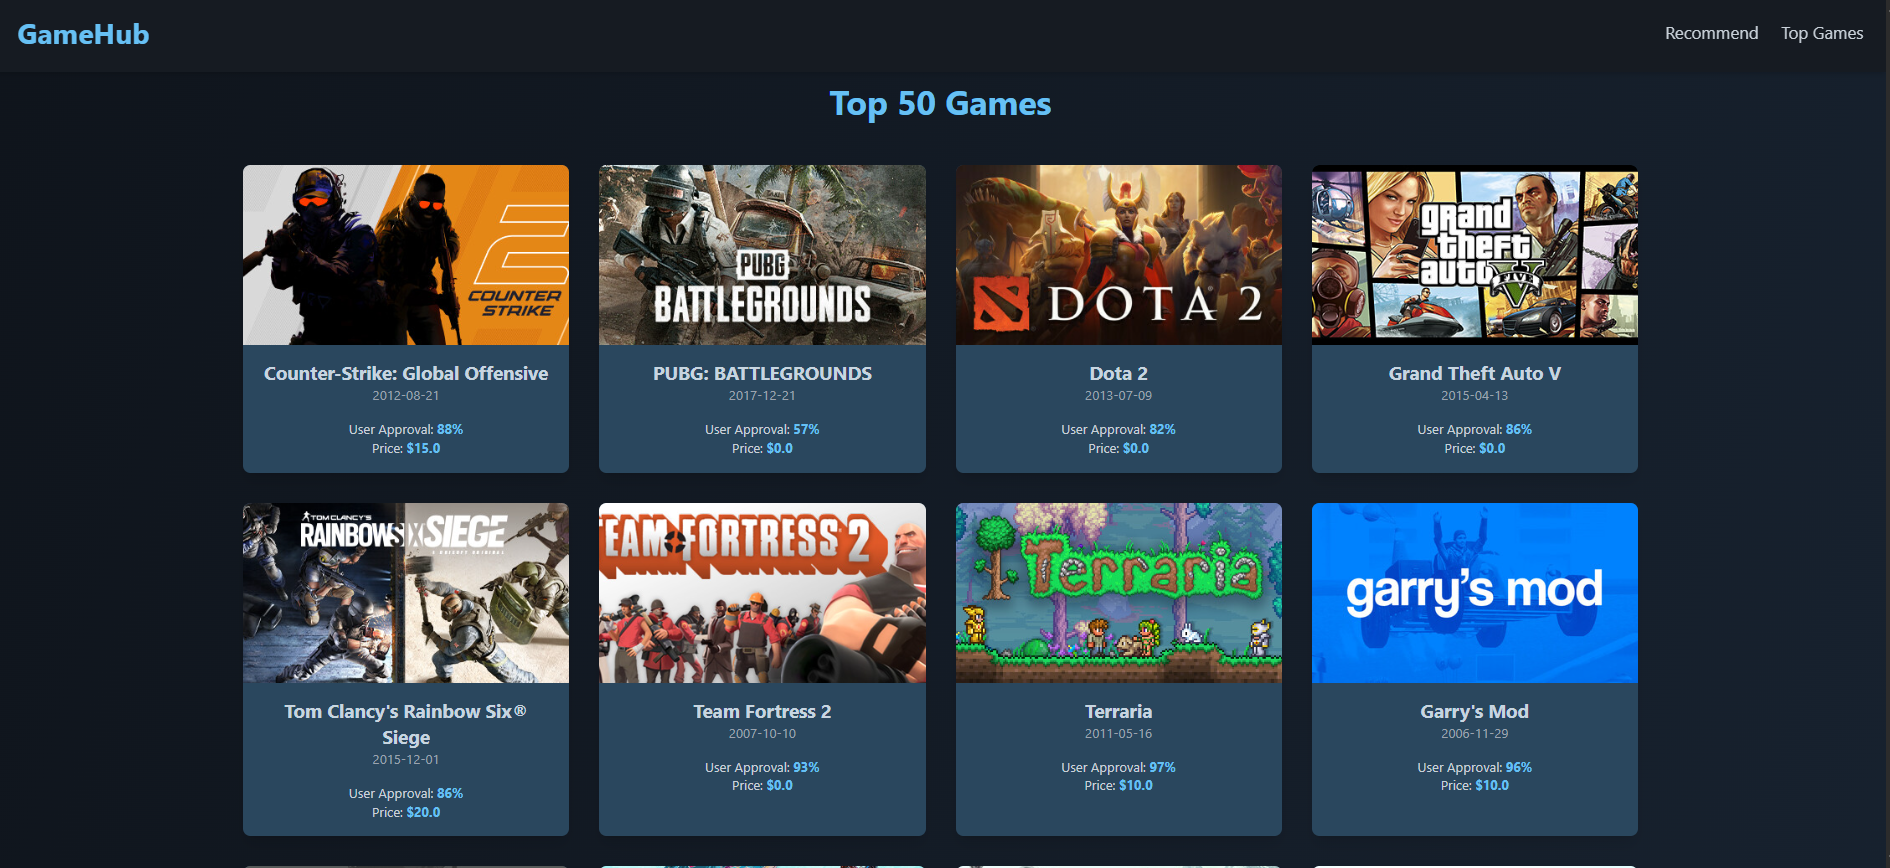 GameHub
Recommend
Top Games
Top 50 Games
2
COUNTER
STRIKE
PUBG
BATTLEGROUNDS
DOTA 2
grand
theft
auto V
FIVE
Counter-Strike: Global Offensive
2012-08-21
User Approval: 88%
Price: $15.0
PUBG: BATTLEGROUNDS
2017-12-21
User Approval: 57%
Price: $0.0
Dota 2
2013-07-09
User Approval: 82%
Price: $0.0
Grand Theft Auto V
2015-04-13
User Approval: 86%
Price: $0.0
TOM CLANCY'S
RAINBOWSIX SIEGE
A UBISOFT ORIGINAL
EAM FORTRESS 2
Terraria
garry's mod
Tom Clancy's Rainbow Six®
Siege
2015-12-01
User Approval: 86%
Price: $20.0
Team Fortress 2
2007-10-10
User Approval: 93%
Price: $0.0
Terraria
2011-05-16
User Approval: 97%
Price: $10.0
Garry's Mod
2006-11-29
User Approval: 96%
Price: $10.0